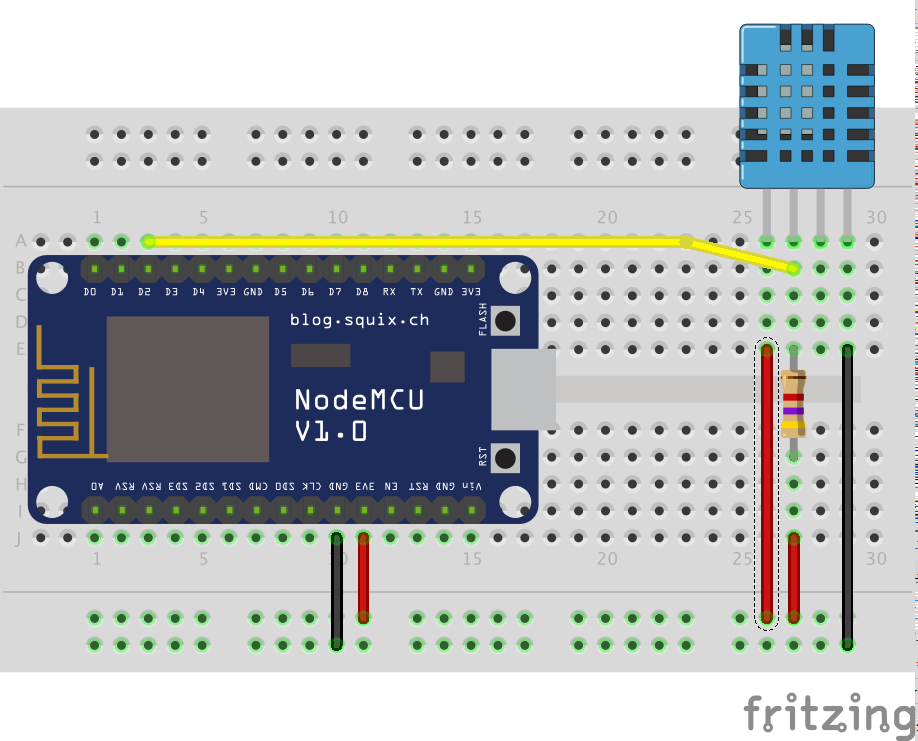 1 5 10 15 20 25 30
A
B
D0 D1 D2 D3 D4 3V3 GND D5 D6 D7 D8 RX TX GND 3V3
C
blog.squix.ch
FLASH
D
E
NodeMCU
V1.0
F
RST
G
A0 RSV RSV SD3 SD2 SD1 CMD SD0 CLK GND 3V3 EN RST GND Vin
H
I
J
1 5 10 15 20 25 30
fritzing